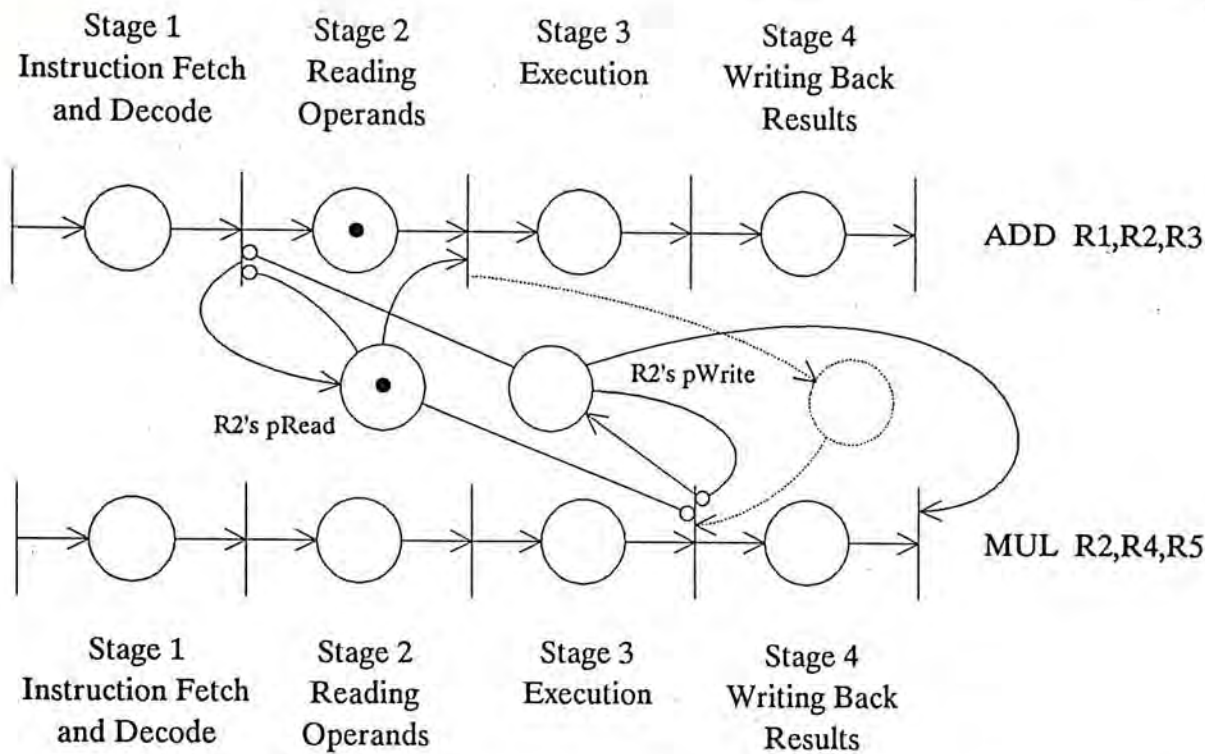 Stage 1
Instruction Fetch
and Decode
Stage 2
Reading
Operands
Stage 3
Execution
Stage 4
Writing Back
Results
ADD R1,R2,R3
R2's pRead
R2's pWrite
MUL R2,R4,R5
Stage 1
Instruction Fetch
and Decode
Stage 2
Reading
Operands
Stage 3
Execution
Stage 4
Writing Back
Results